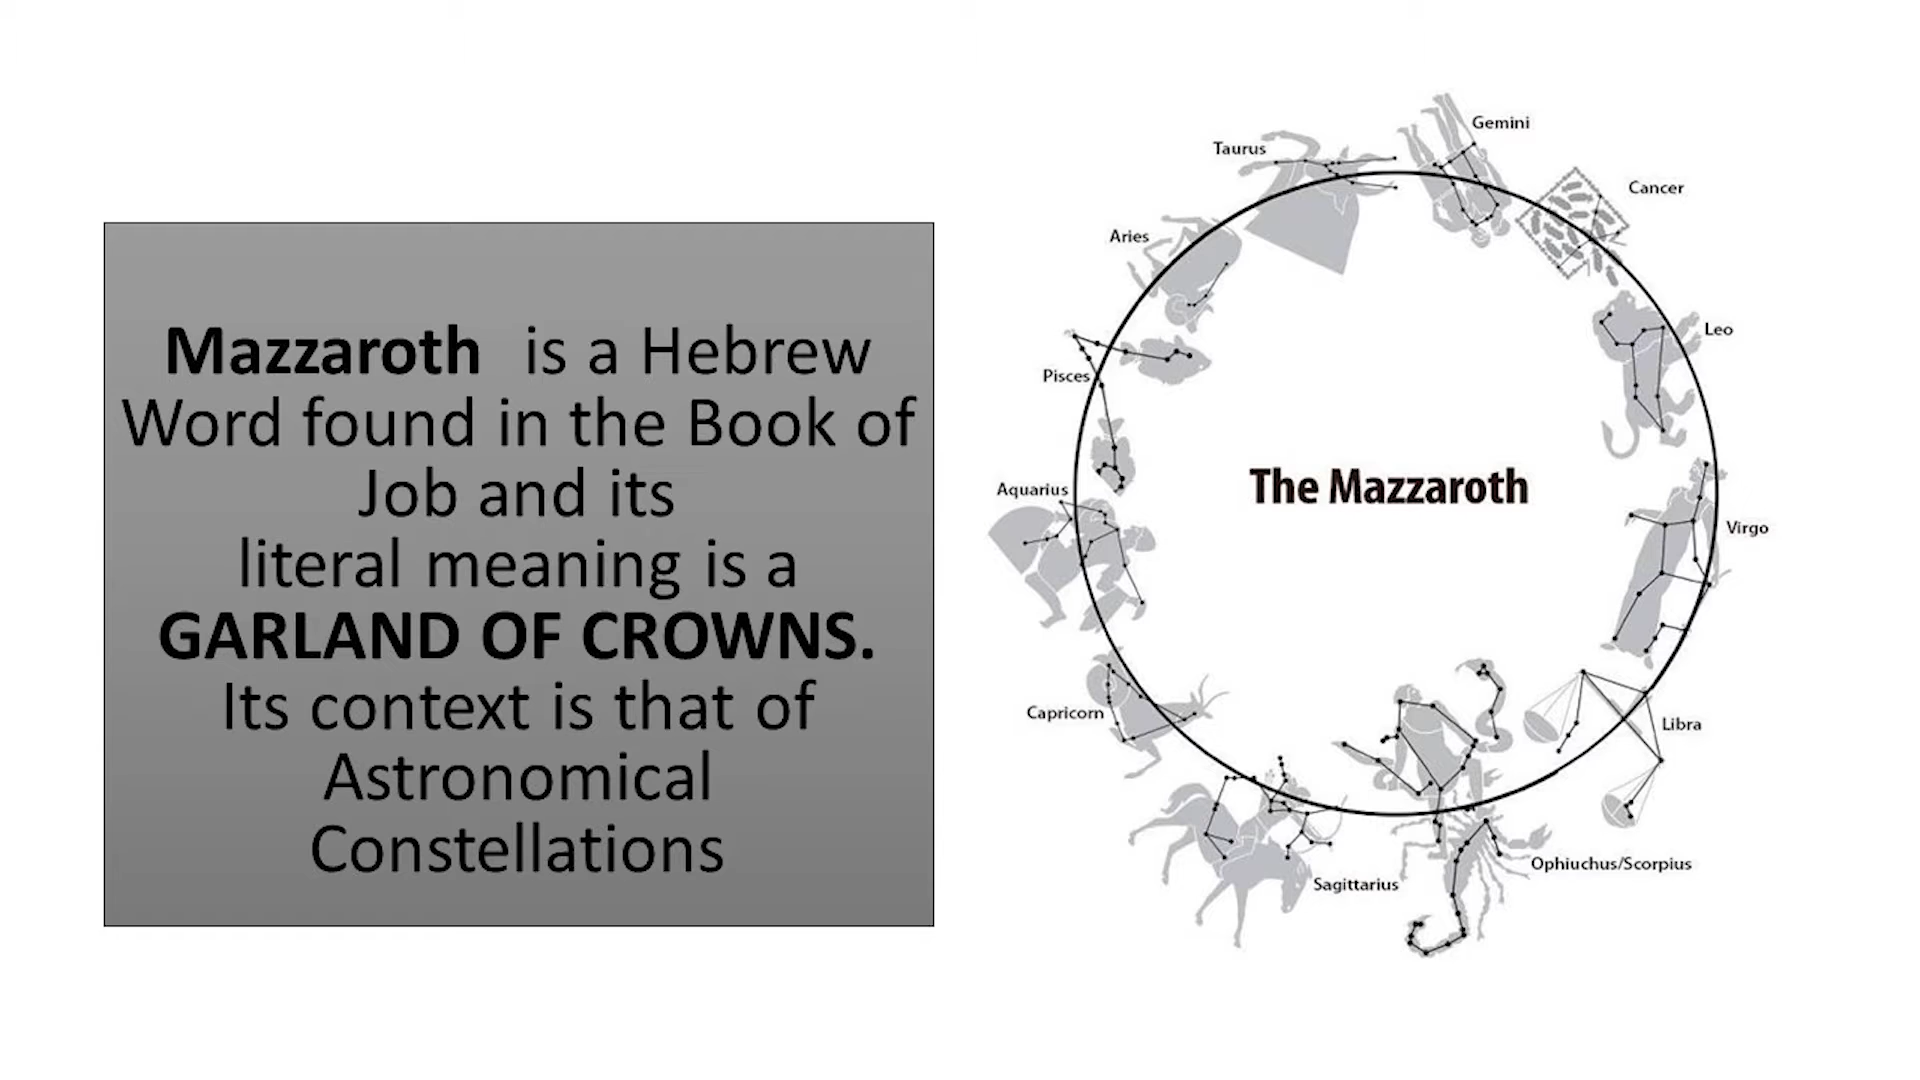 Mazzaroth is a Hebrew
Word found in the Book of
Job and its
literal meaning is a
GARLAND OF CROWNS.
Its context is that of
Astronomical
Constellations
Gemini
Taurus
Cancer
Aries
Leo
Pisces
The Mazzaroth
Aquarius
Virgo
Capricorn
Libra
Ophiuchus/Scorpius
Sagittarius